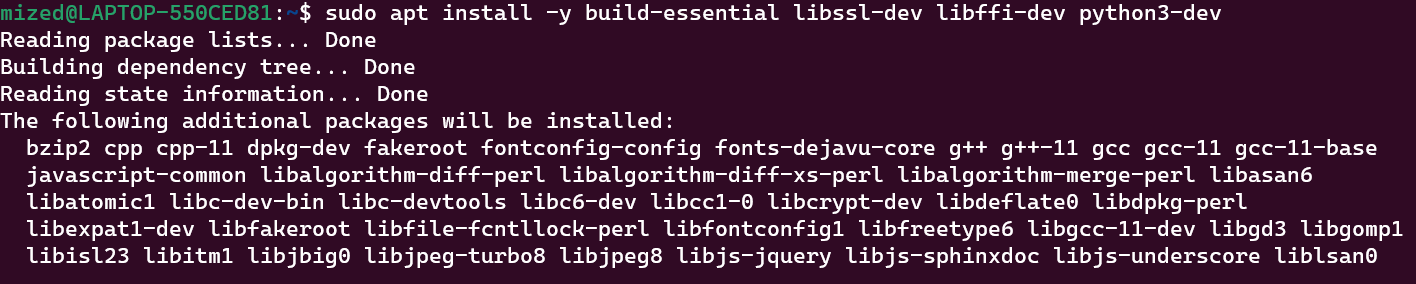 mized@LAPTOP-550CED81:~$ sudo apt install -y build-essential libssl-dev libffi-dev python3-dev
Reading package lists... Done
Building dependency tree... Done
Reading state information... Done
The following additional packages will be installed:
  bzip2 cpp cpp-11 dpkg-dev fakeroot fontconfig-config fonts-dejavu-core g++ g++-11 gcc gcc-11 gcc-11-base
  javascript-common libalgorithm-diff-perl libalgorithm-diff-xs-perl libalgorithm-merge-perl libasan6
  libatomic1 libc-dev-bin libc-devtools libc6-dev libcc1-0 libcrypt-dev libdeflate0 libdpkg-perl
  libexpat1-dev libfakeroot libfile-fcntllock-perl libfontconfig1 libfreetype6 libgcc-11-dev libgd3 libgomp1
  libisl23 libitm1 libjbig0 libjpeg-turbo8 libjpeg8 libjs-jquery libjs-sphinxdoc libjs-underscore liblsan0